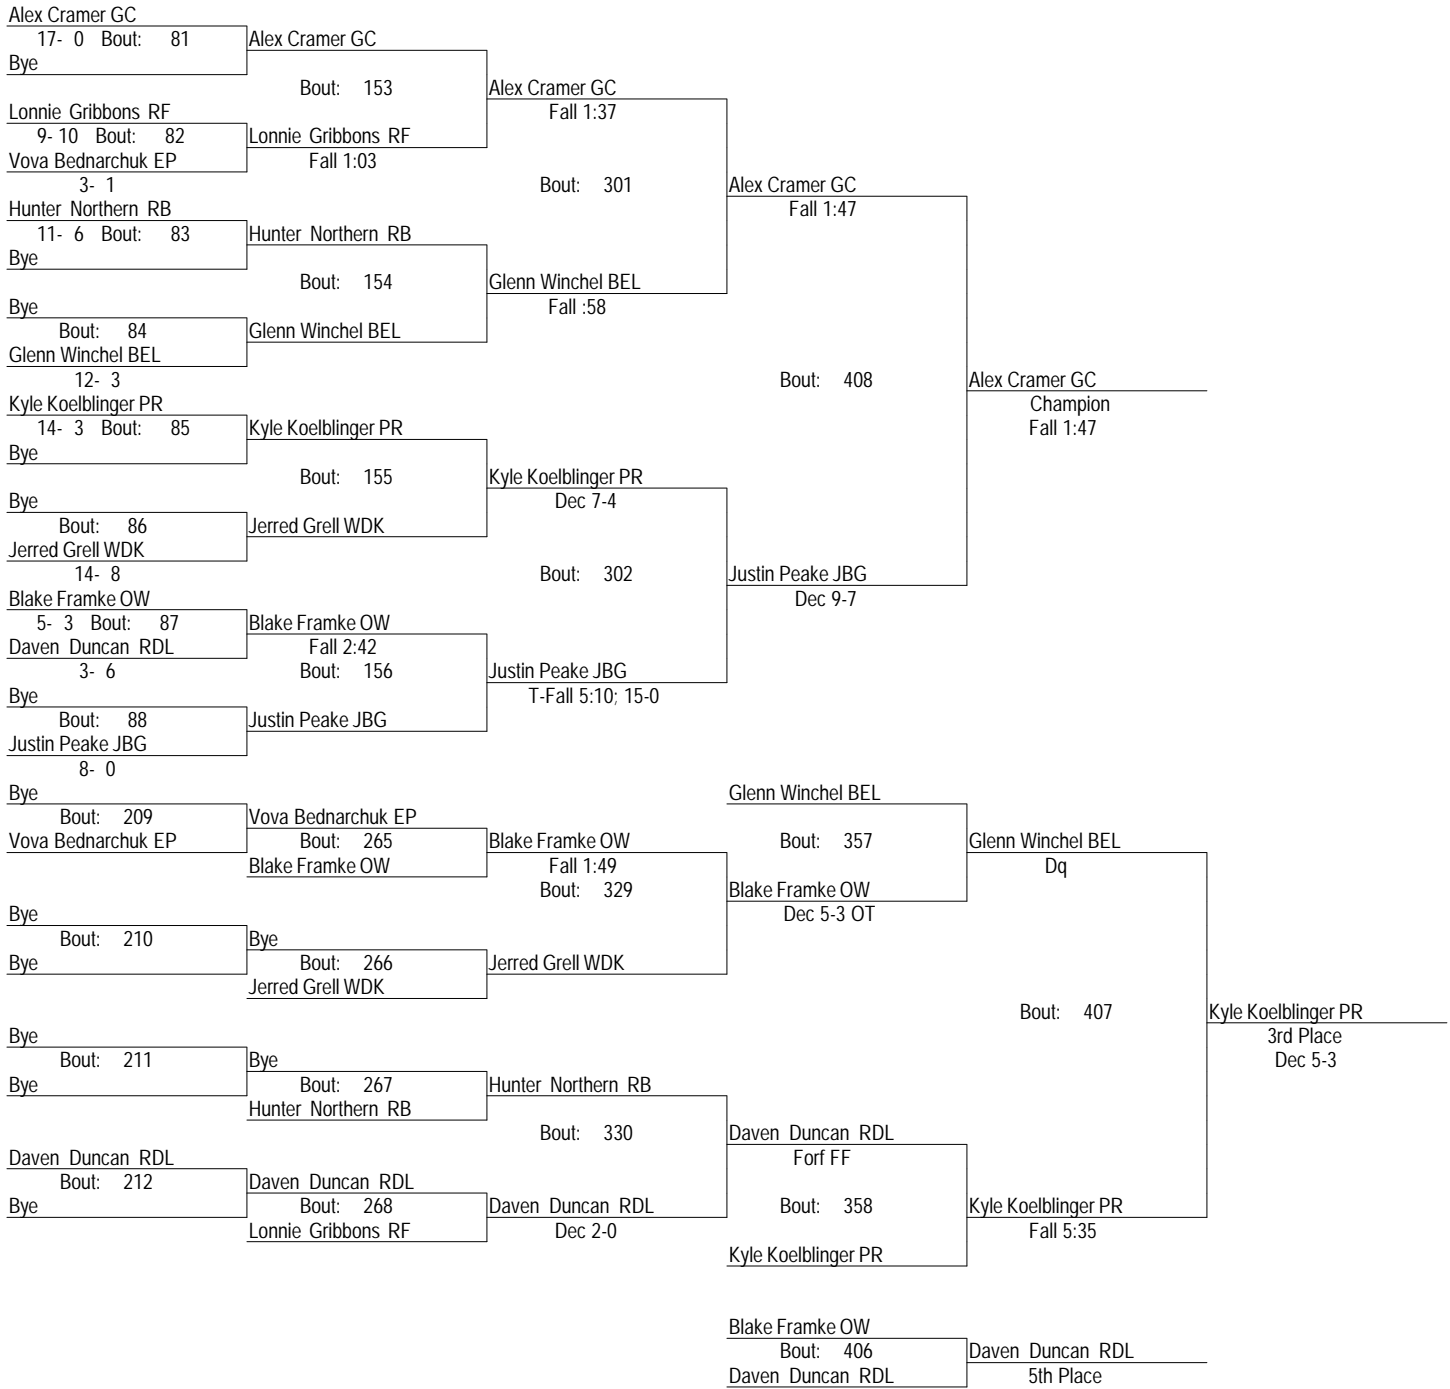 Alex Cramer GC
17- 0 Bout: 81 Alex Cramer GC
Bye
Bout: 153 Alex Cramer GC
Lonnie Gribbons RF Fall 1:37
9- 10 Bout: 82 Lonnie Gribbons RF
Vova Bednarchuk EP Fall 1:03
3- 1 Bout: 301 Alex Cramer GC
Hunter Northern RB Fall 1:47
11- 6 Bout: 83 Hunter Northern RB
Bye
Bout: 154 Glenn Winchel BEL
Bye Fall :58
Bout: 84 Glenn Winchel BEL
Glenn Winchel BEL
12- 3 Bout: 408 Alex Cramer GC
Kyle Koelblinger PR Champion
14- 3 Bout: 85 Kyle Koelblinger PR Fall 1:47
Bye
Bout: 155 Kyle Koelblinger PR
Bye Dec 7-4
Bout: 86 Jerred Grell WDK
Jerred Grell WDK
14- 8 Bout: 302 Justin Peake JBG
Blake Framke OW Dec 9-7
5- 3 Bout: 87 Blake Framke OW
Daven Duncan RDL Fall 2:42
3- 6 Bout: 156 Justin Peake JBG
Bye T-Fall 5:10; 15-0
Bout: 88 Justin Peake JBG
Justin Peake JBG
8- 0
Bye Glenn Winchel BEL
Bout: 209 Vova Bednarchuk EP
Vova Bednarchuk EP Bout: 265 Blake Framke OW Bout: 357 Glenn Winchel BEL
Blake Framke OW Fall 1:49 Dq
Bout: 329 Blake Framke OW
Bye Dec 5-3 OT
Bout: 210 Bye
Bye Bout: 266 Jerred Grell WDK
Jerred Grell WDK
Bout: 407 Kyle Koelblinger PR
Bye 3rd Place
Bout: 211 Bye Dec 5-3
Bye Bout: 267 Hunter Northern RB
Hunter Northern RB
Bout: 330 Daven Duncan RDL
Daven Duncan RDL Forf FF
Bout: 212 Daven Duncan RDL
Bye Bout: 268 Daven Duncan RDL Bout: 358 Kyle Koelblinger PR
Lonnie Gribbons RF Dec 2-0 Fall 5:35
Kyle Koelblinger PR
Blake Framke OW
Bout: 406 Daven Duncan RDL
Daven Duncan RDL 5th Place